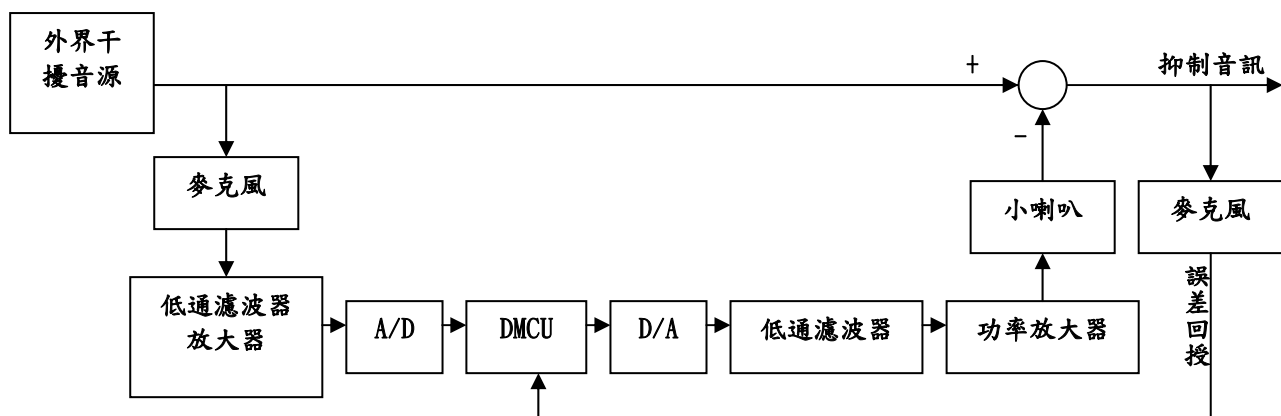 外界干
擾音源
+
抑制音訊
-
麥克風
小喇叭
麥克風
低通濾波器
放大器
A/D
DMCU
D/A
低通濾波器
功率放大器
誤差回授